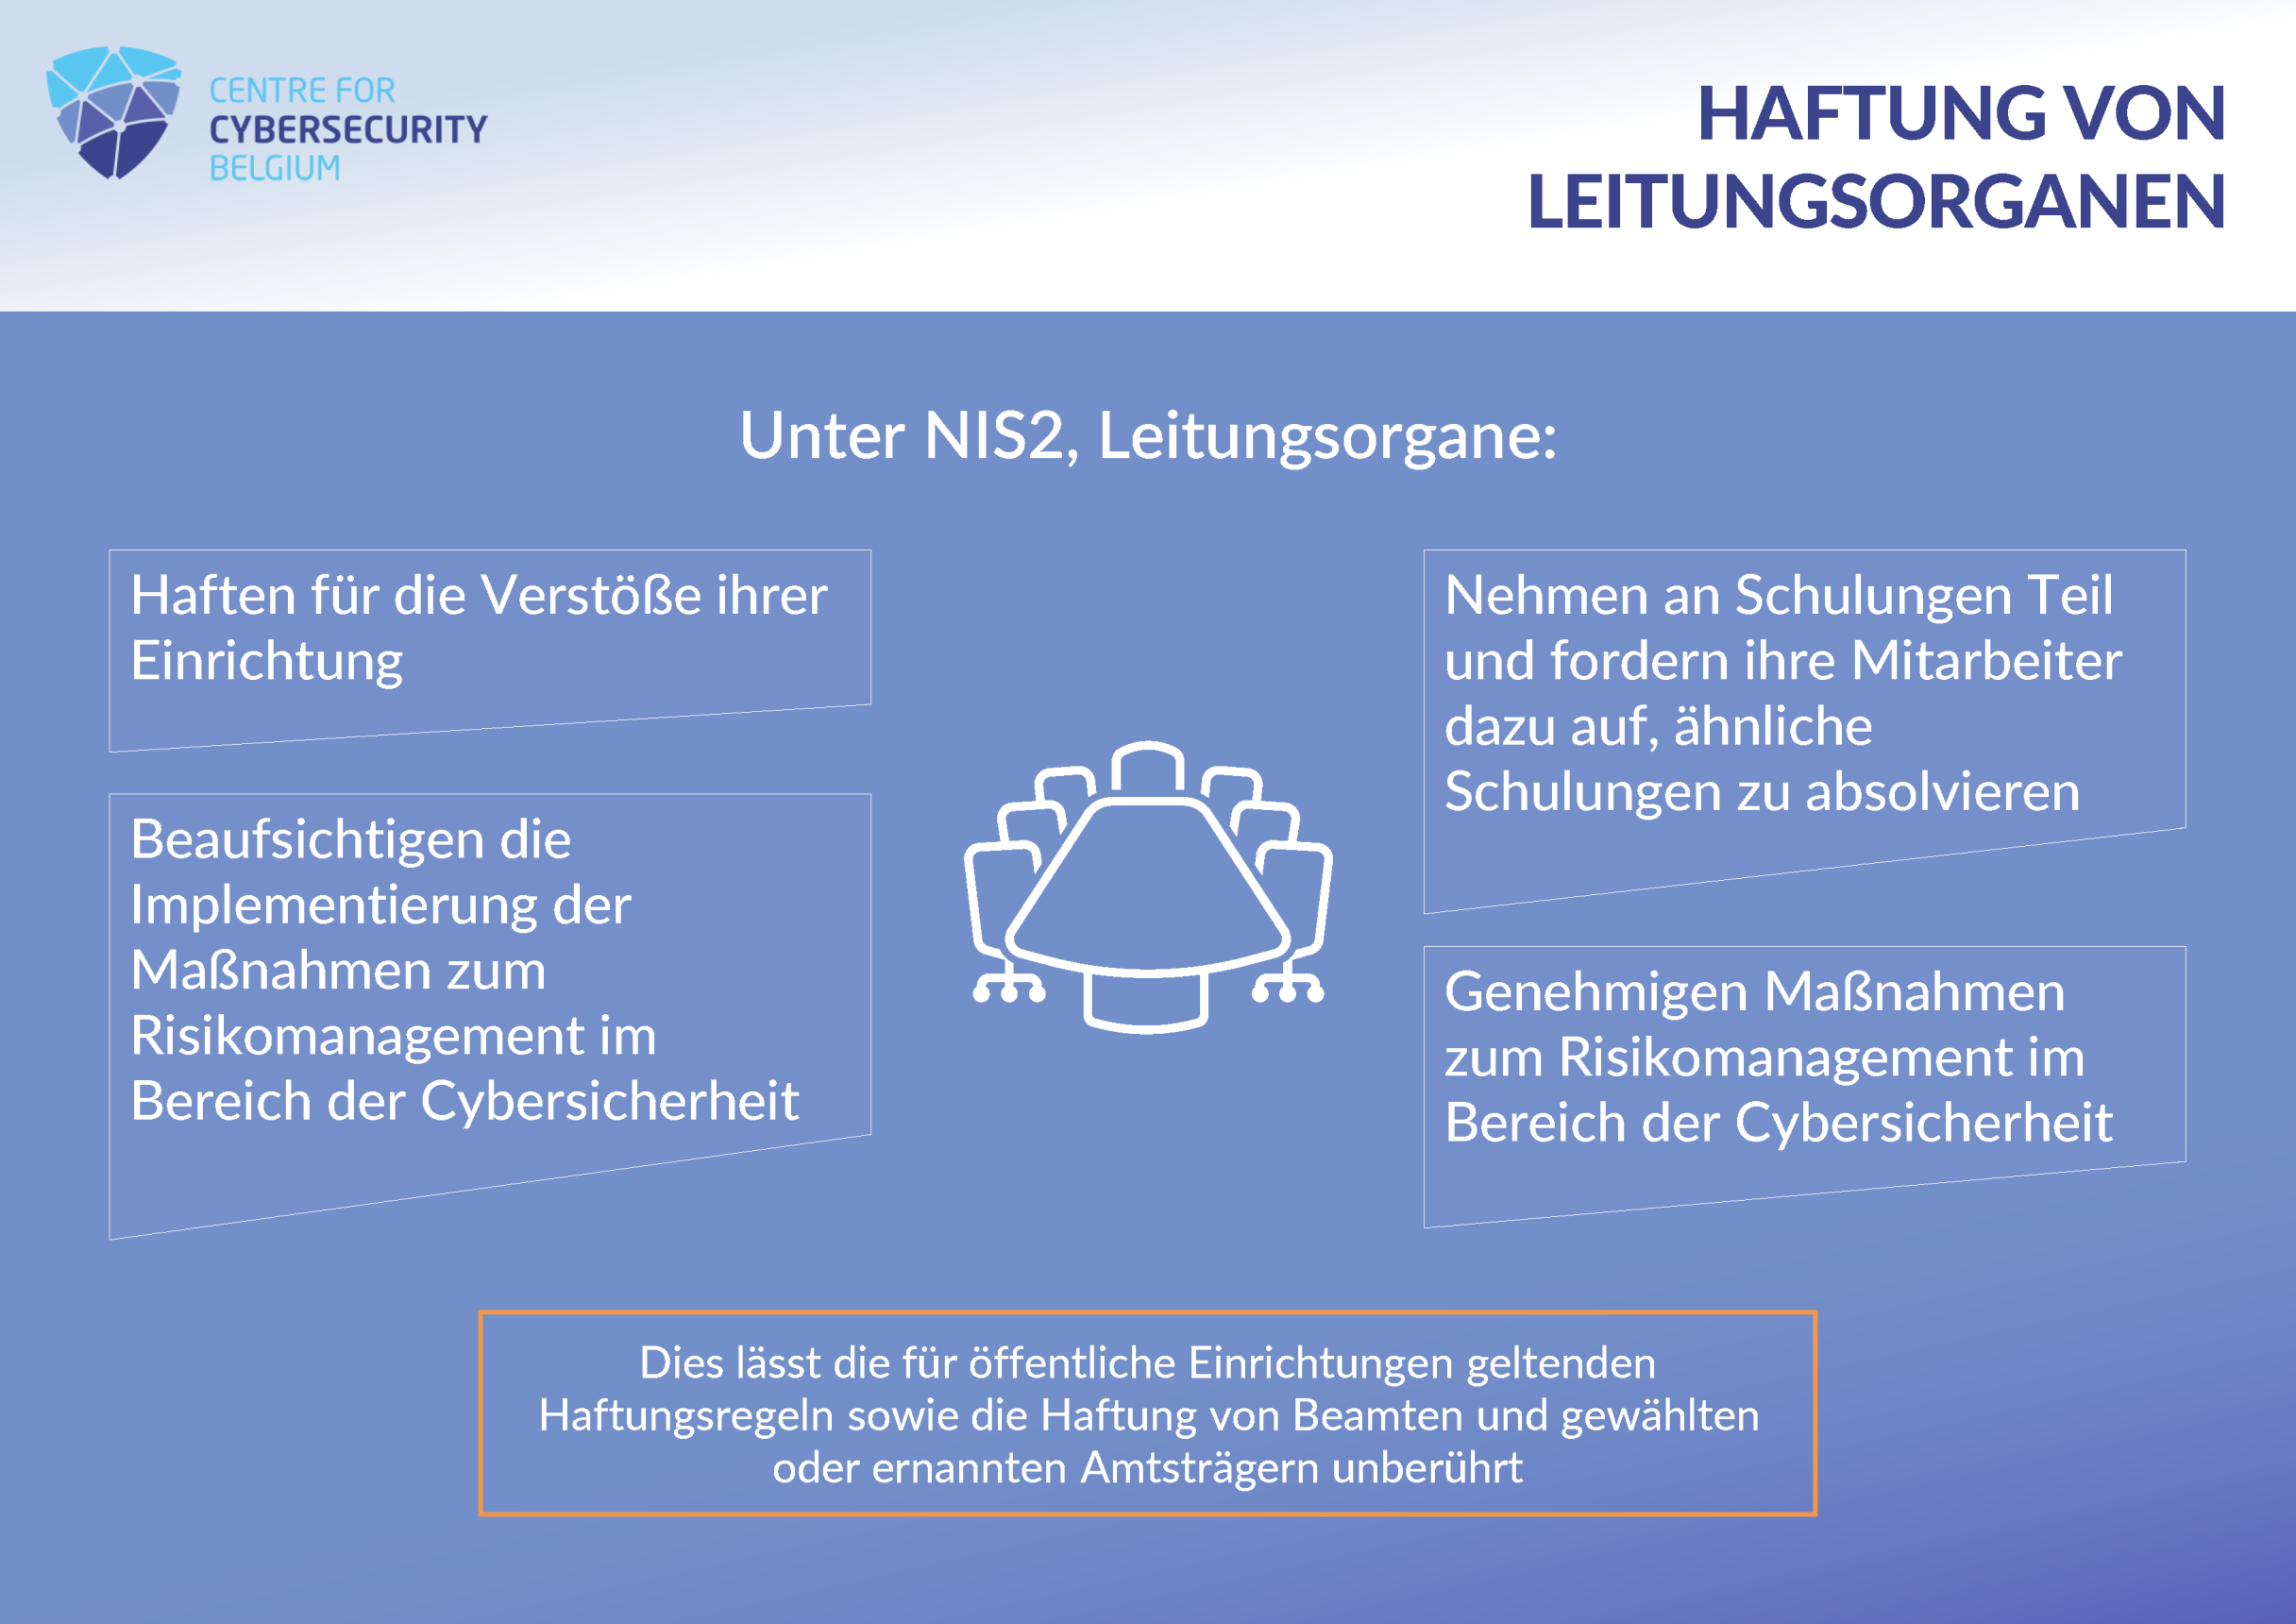 CENTRE FOR
CYBERSECURITY
BELGIUM
HAFTUNG VON
LEITUNGSORGANEN
Unter NIS2, Leitungsorgane:
Haften für die Verstöße ihrer
Einrichtung
Beaufsichtigen die
Implementierung der
Maßnahmen zum
Risikomanagement im
Bereich der Cybersicherheit
Nehmen an Schulungen Teil
und fordern ihre Mitarbeiter
dazu auf, ähnliche
Schulungen zu absolvieren
Genehmigen Maßnahmen
zum Risikomanagement im
Bereich der Cybersicherheit
Dies lässt die für öffentliche Einrichtungen geltenden
Haftungsregeln sowie die Haftung von Beamten und gewählten
oder ernannten Amtsträgern unberührt